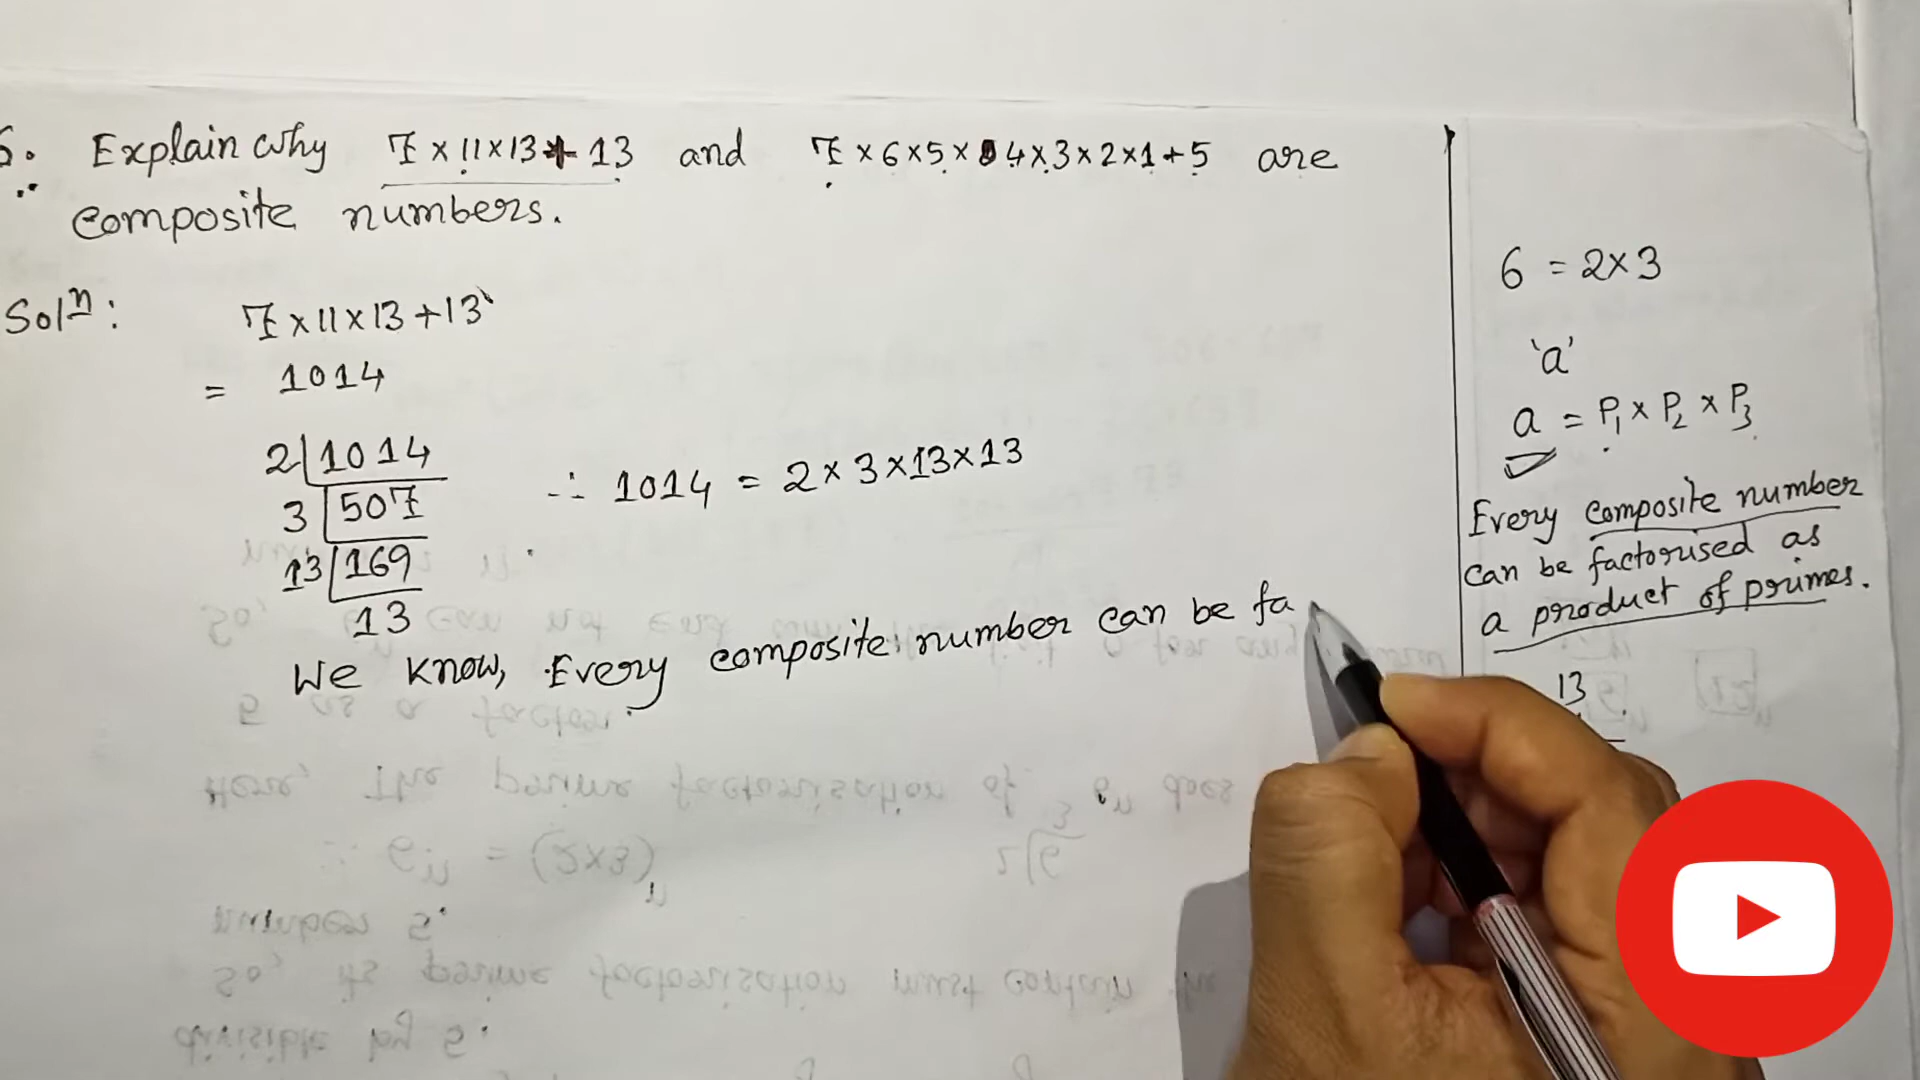 6. Explain why 7 × 11 × 13 + 13 and 7 × 6 × 5 × 4 × 3 × 2 × 1 + 5 are
composite numbers.
Solⁿ: 7 × 11 × 13 + 13
= 1014
2 | 1014
3 | 507
13 | 169
13
∴ 1014 = 2 × 3 × 13 × 13
We know, Every composite number can be fa
6 = 2 × 3
'a'
a = P₁ × P₂ × P₃
Every composite number
can be factorised as
a product of primes.
13